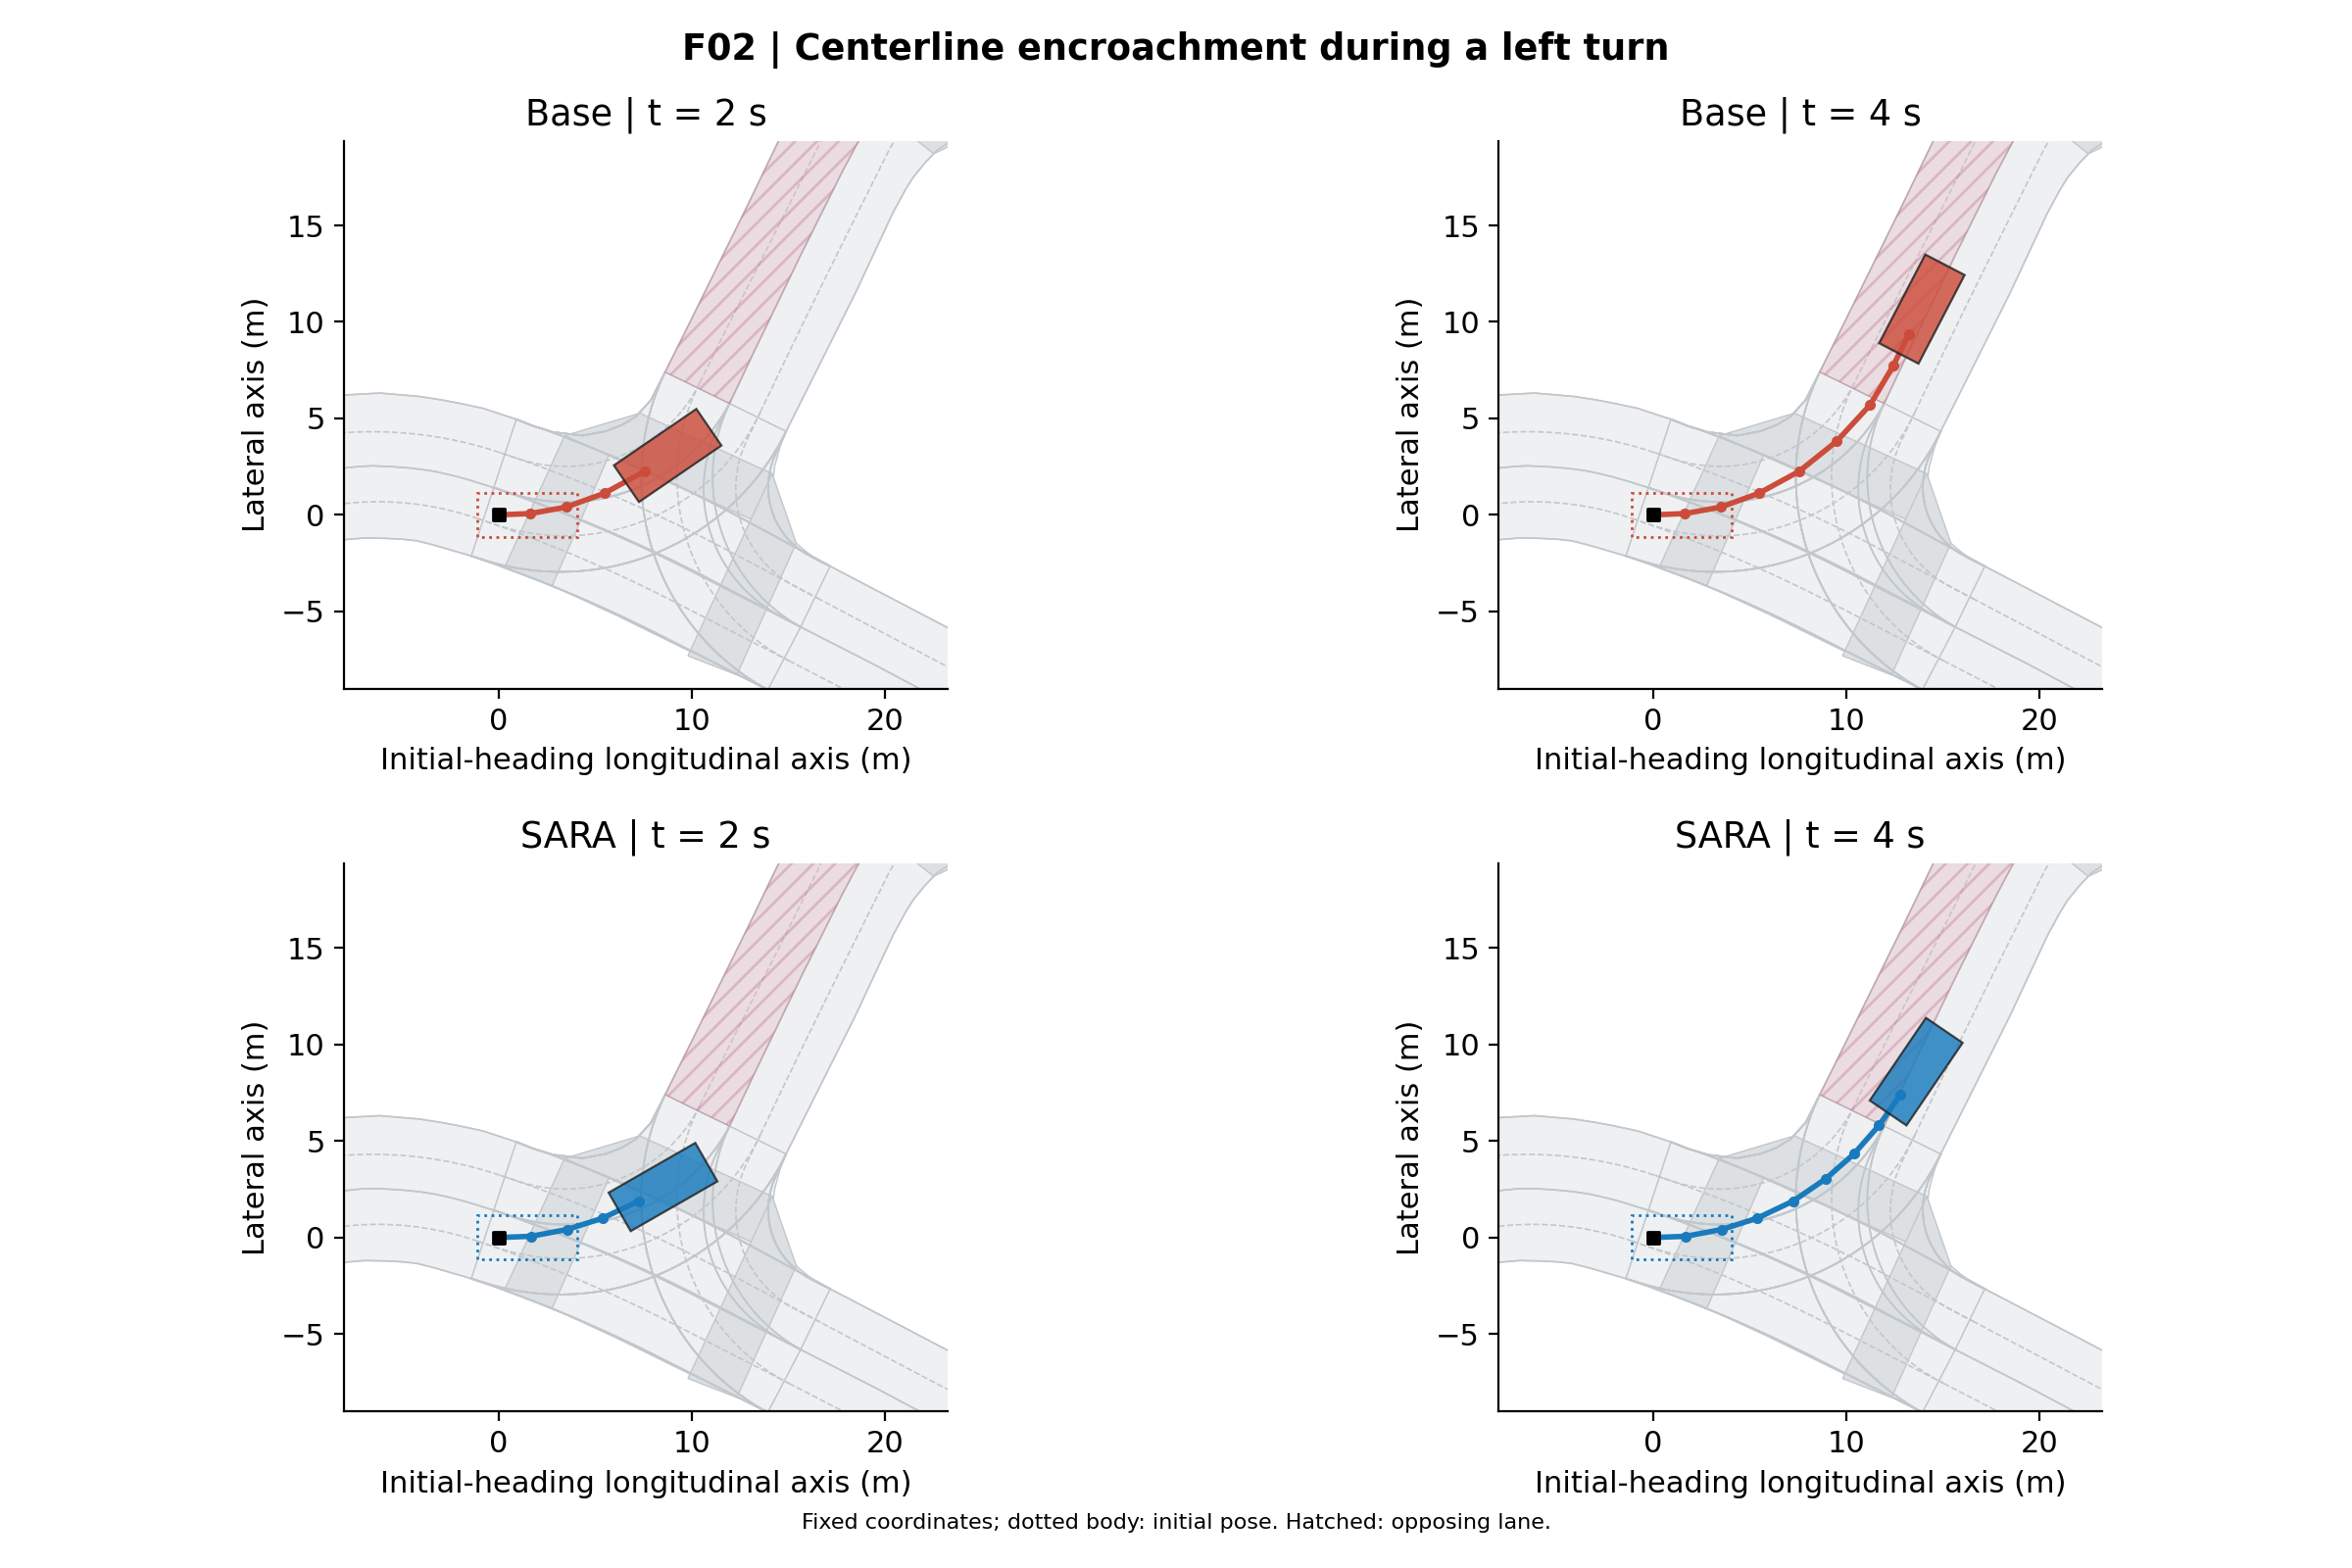 F02 | Centerline encroachment during a left turn
Base | t = 2 s
15
10
5
0
−5
Lateral axis (m)
0 10 20
Initial-heading longitudinal axis (m)
Base | t = 4 s
15
10
5
0
−5
Lateral axis (m)
0 10 20
Initial-heading longitudinal axis (m)
SARA | t = 2 s
15
10
5
0
−5
Lateral axis (m)
0 10 20
Initial-heading longitudinal axis (m)
SARA | t = 4 s
15
10
5
0
−5
Lateral axis (m)
0 10 20
Initial-heading longitudinal axis (m)
Fixed coordinates; dotted body: initial pose. Hatched: opposing lane.